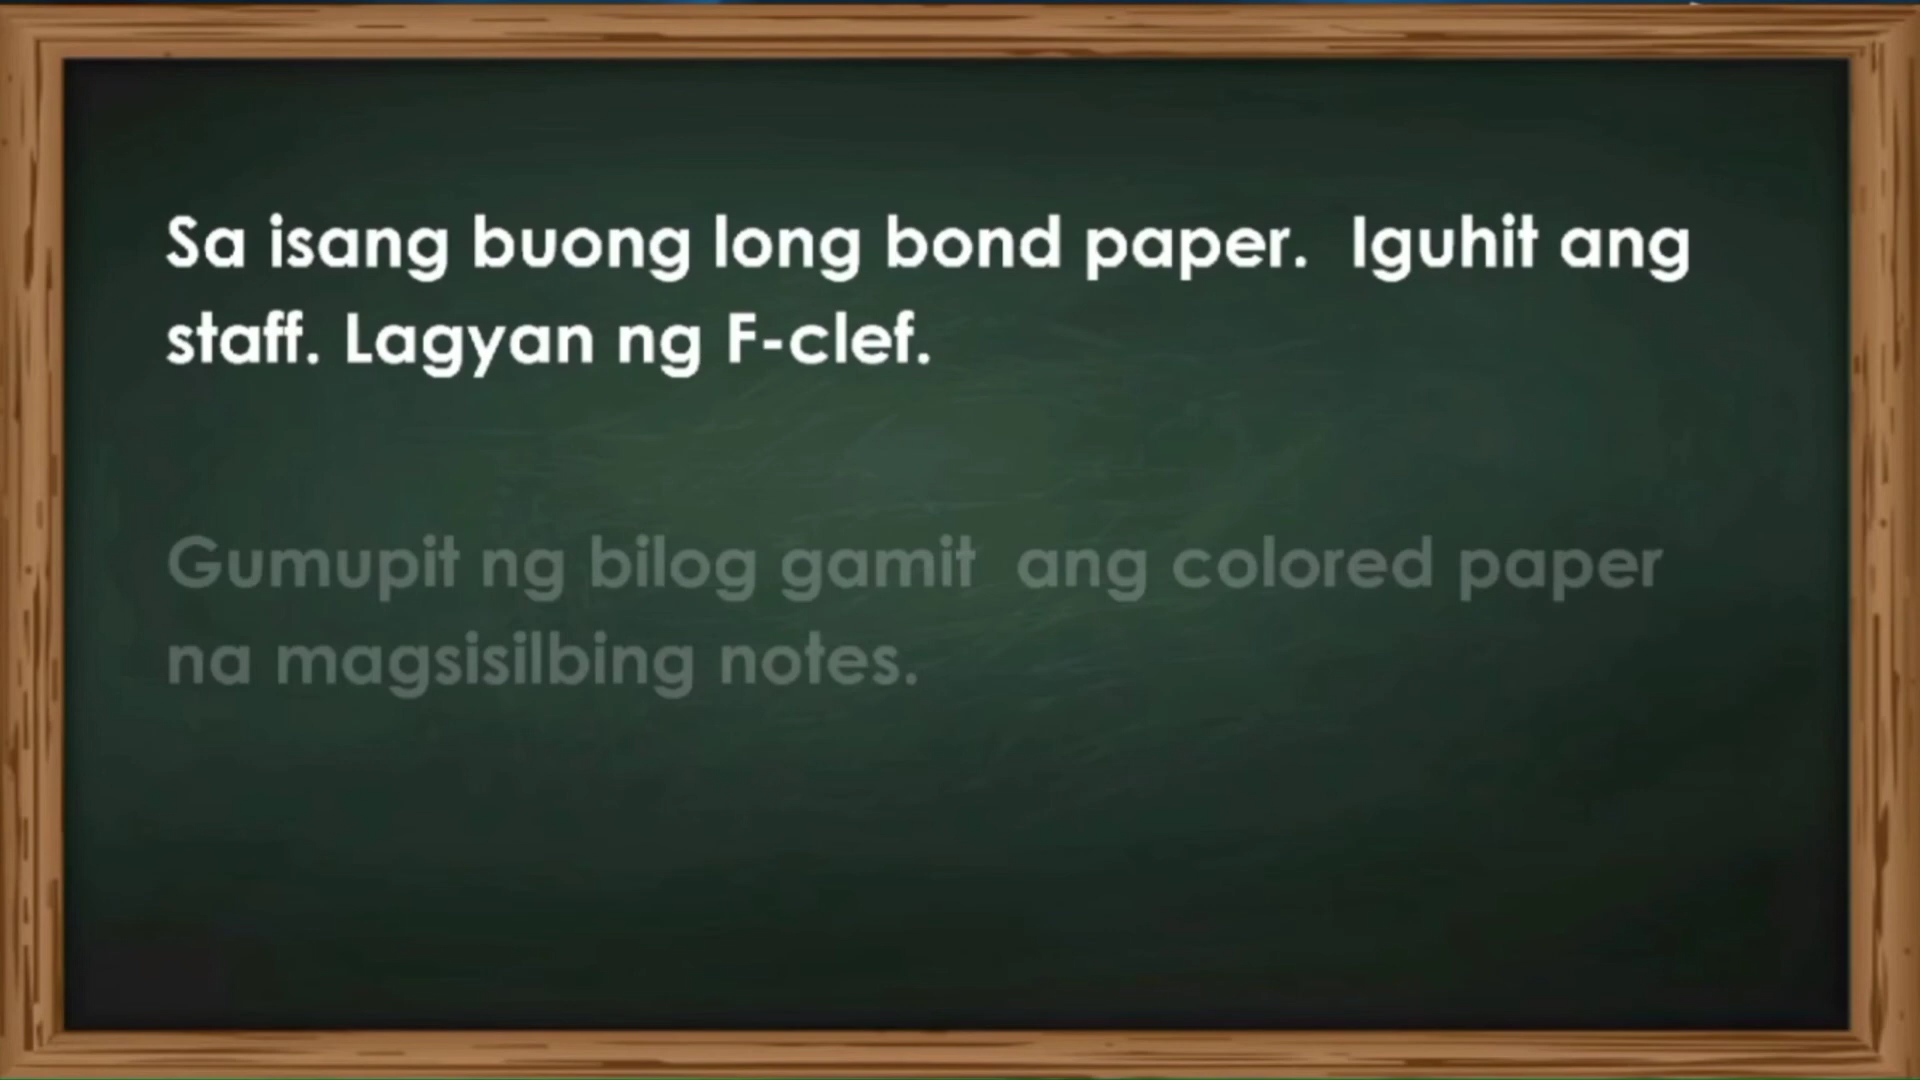 Sa isang buong long bond paper.  Iguhit ang
staff. Lagyan ng F-clef.
Gumupit ng bilog gamit  ang colored paper
na magsisilbing notes.